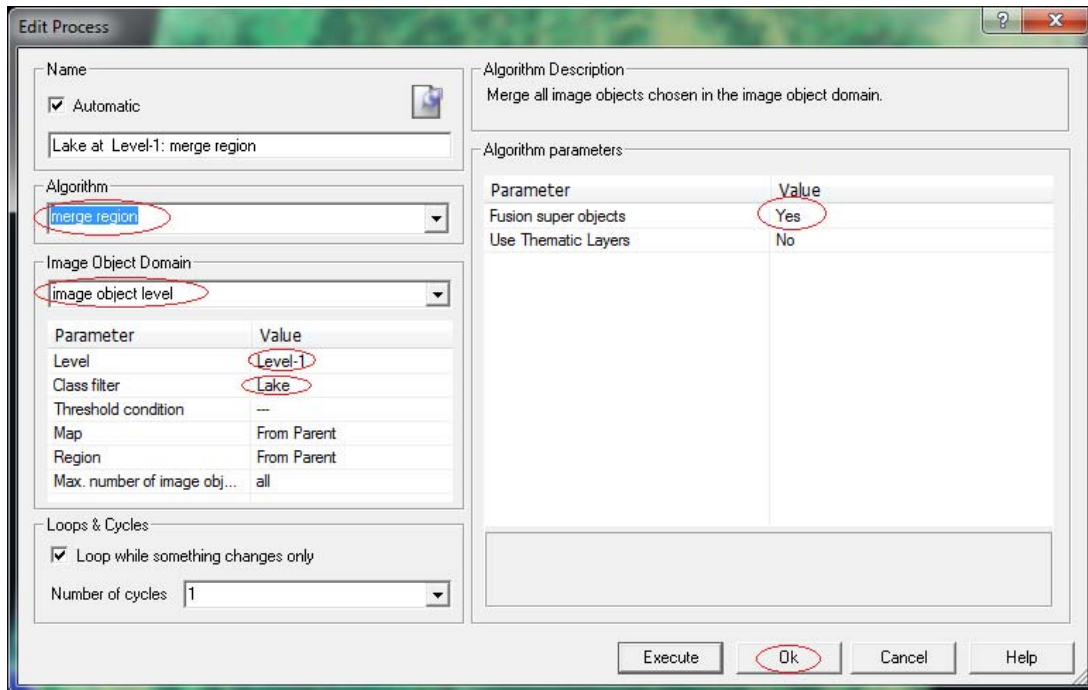 Edit Process
Name
Automatic
Lake at Level-1: merge region
Algorithm
merge region
Image Object Domain
image object level
Parameter Value
Level Level-1
Class filter Lake
Threshold condition ---
Map From Parent
Region From Parent
Max. number of image obj... all
Loops & Cycles
Loop while something changes only
Number of cycles 1
Algorithm Description
Merge all image objects chosen in the image object domain.
Algorithm parameters
Parameter Value
Fusion super objects Yes
Use Thematic Layers No
Execute Ok Cancel Help